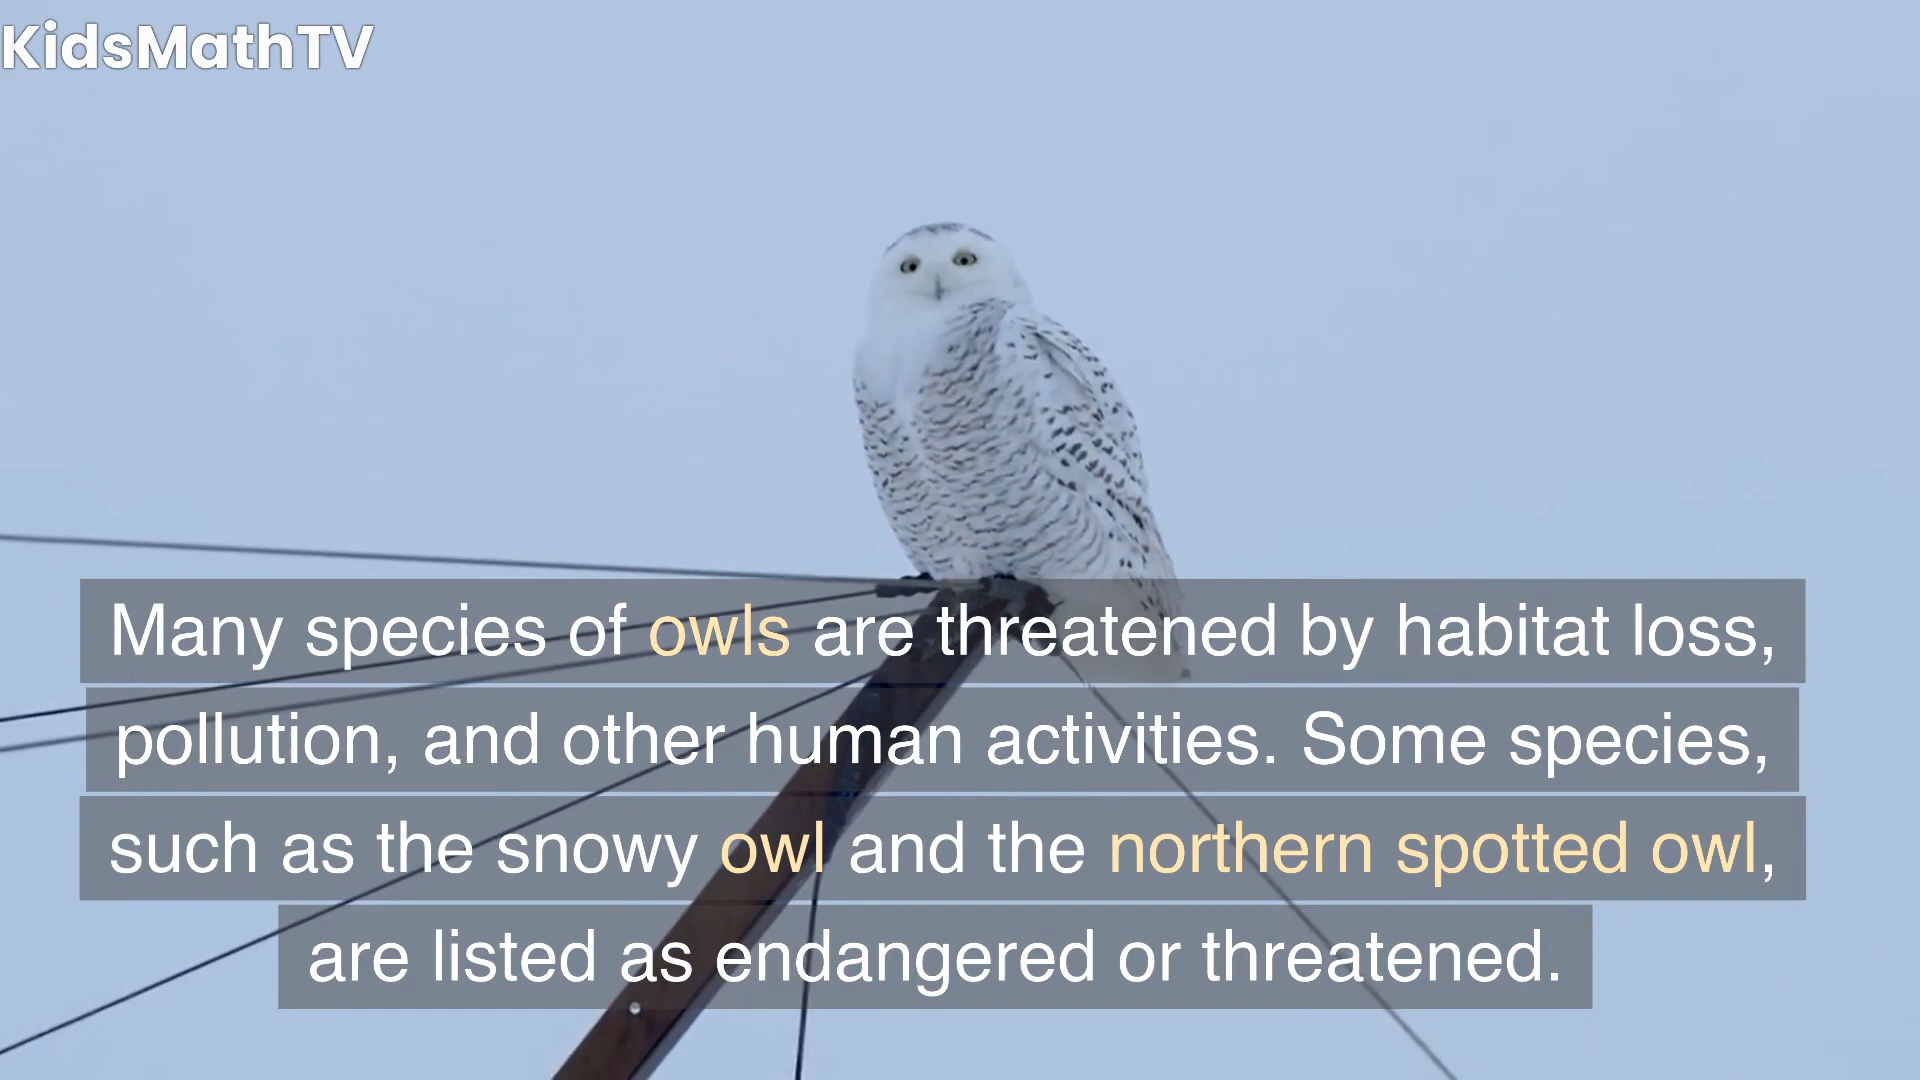 KidsMathTV
Many species of owls are threatened by habitat loss,
pollution, and other human activities. Some species,
such as the snowy owl and the northern spotted owl,
are listed as endangered or threatened.